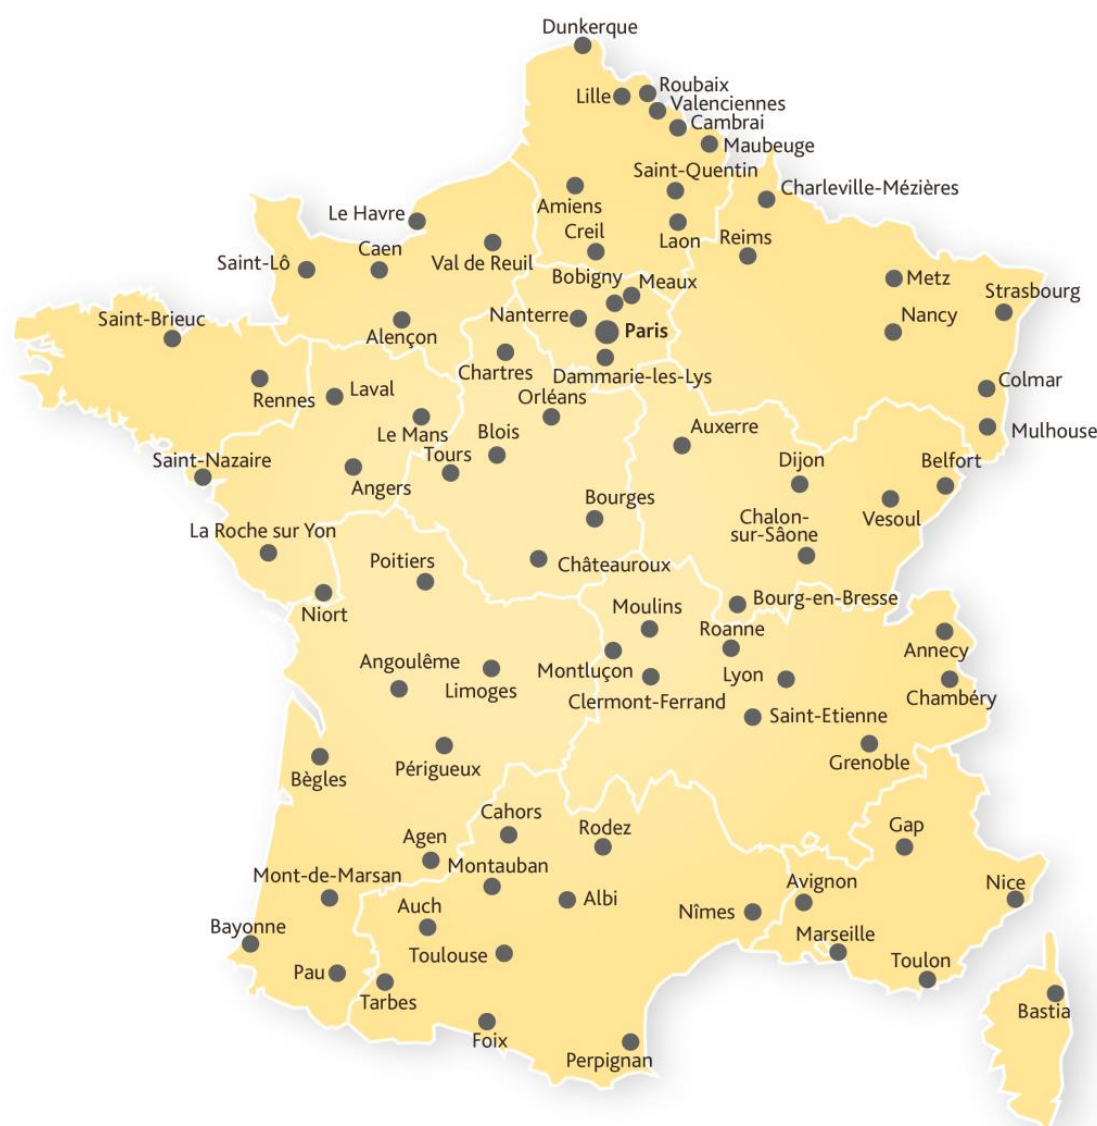 Dunkerque
Roubaix
Lille
Valenciennes
Cambrai
Maubeuge
Saint-Quentin
Charleville-Mézières
Amiens
Le Havre
Creil
Laon
Reims
Caen
Val de Reuil
Saint-Lô
Bobigny
Meaux
Metz
Strasbourg
Saint-Brieuc
Nanterre
Paris
Nancy
Alençon
Chartres
Dammarie-les-Lys
Colmar
Rennes
Laval
Orléans
Auxerre
Mulhouse
Le Mans
Blois
Tours
Saint-Nazaire
Dijon
Belfort
Angers
Bourges
Vesoul
Chalon-
sur-Sâone
La Roche sur Yon
Poitiers
Châteauroux
Bourg-en-Bresse
Niort
Moulins
Roanne
Annecy
Angoulême
Limoges
Montluçon
Lyon
Chambéry
Clermont-Ferrand
Saint-Etienne
Grenoble
Bègles
Périgueux
Cahors
Rodez
Gap
Agen
Montauban
Mont-de-Marsan
Avignon
Nice
Auch
Albi
Nîmes
Bayonne
Marseille
Toulouse
Toulon
Pau
Tarbes
Bastia
Foix
Perpignan